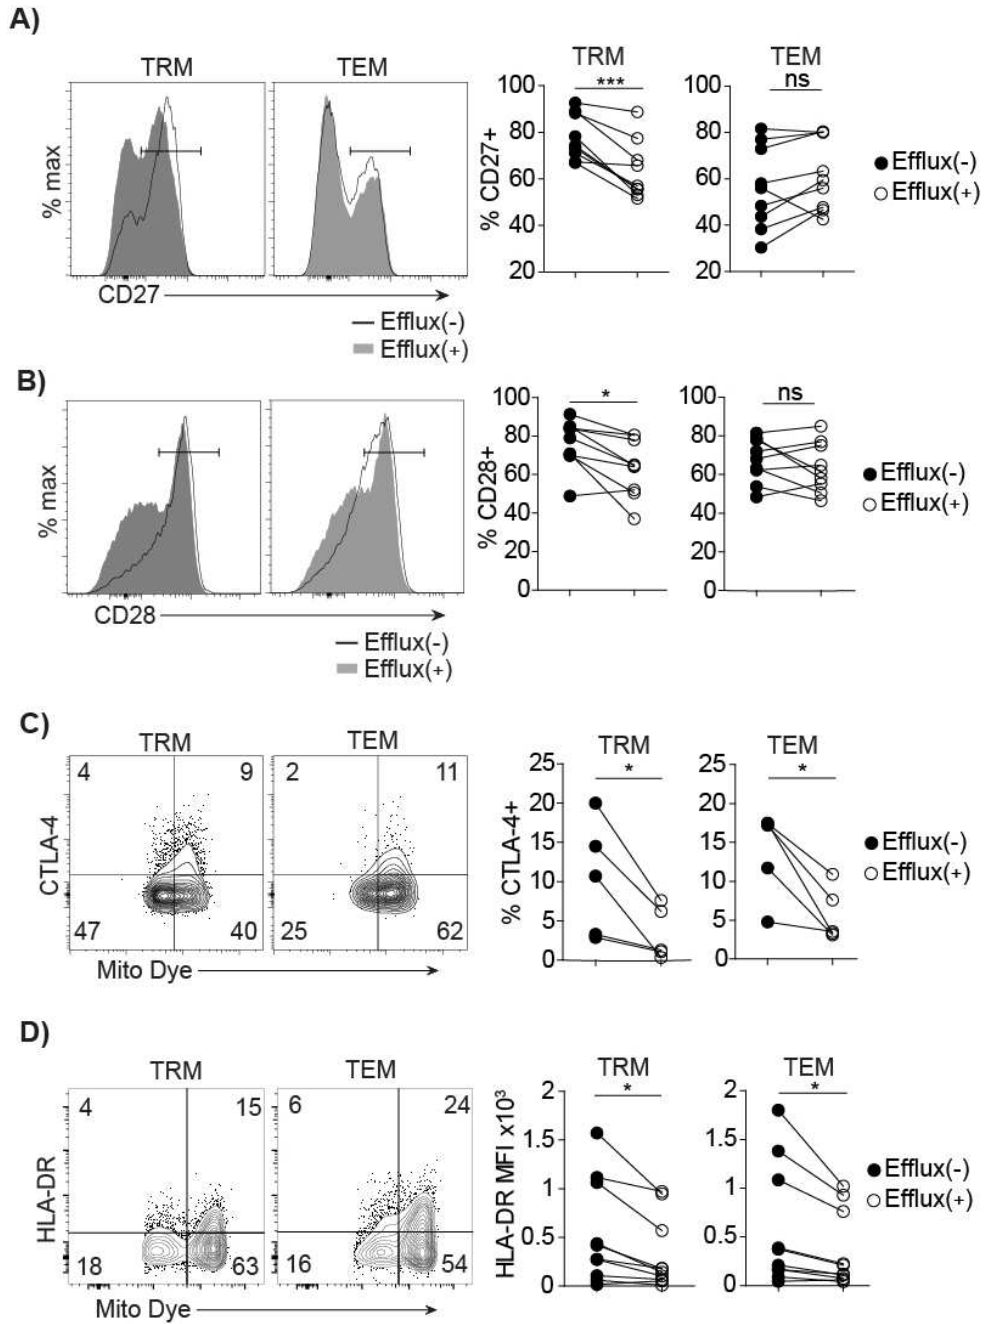 A)
TRM
TEM
% max
CD27
Efflux(-)
Efflux(+)
TRM
TEM
***
ns
% CD27+
100
80
60
40
20
100
80
60
40
20
Efflux(-)
Efflux(+)
B)
% max
CD28
Efflux(-)
Efflux(+)
*
ns
% CD28+
100
80
60
40
20
0
100
80
60
40
20
0
Efflux(-)
Efflux(+)
C)
TRM
TEM
4 9
47 40
2 11
25 62
CTLA-4
Mito Dye
TRM
TEM
*
*
% CTLA-4+
25
20
15
10
5
0
25
20
15
10
5
0
Efflux(-)
Efflux(+)
D)
TRM
TEM
4 15
18 63
6 24
16 54
HLA-DR
Mito Dye
TRM
TEM
*
*
HLA-DR MFI x10³
2
1.5
1
0.5
0
2
1.5
1
0.5
0
Efflux(-)
Efflux(+)